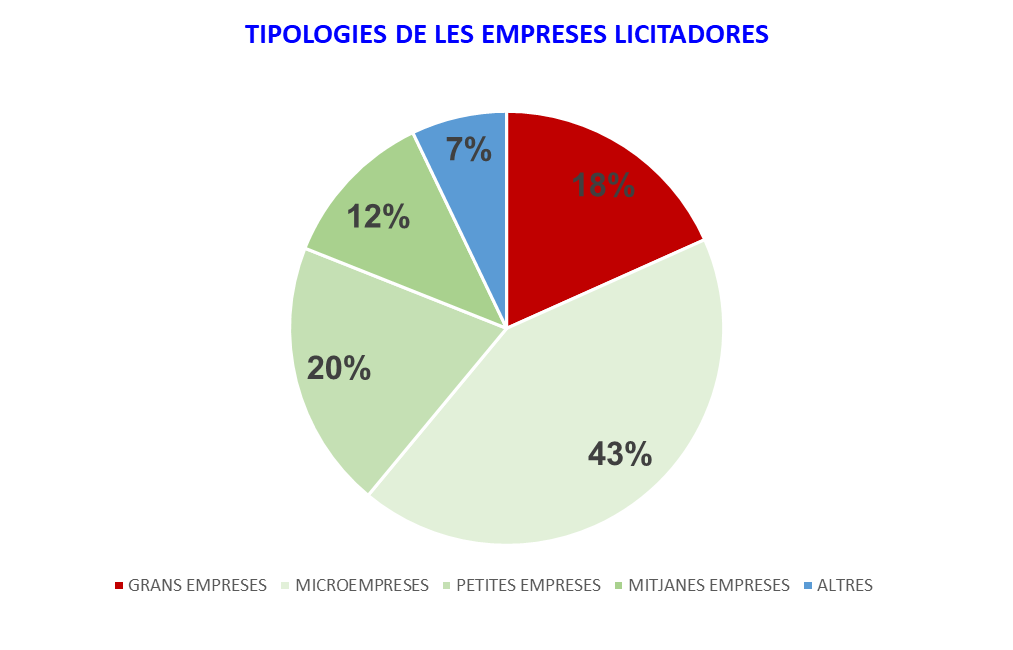 TIPOLOGIES DE LES EMPRESES LICITADORES
7%
18%
12%
20%
43%
GRANS EMPRESES MICROEMPRESES PETITES EMPRESES MITJANES EMPRESES ALTRES